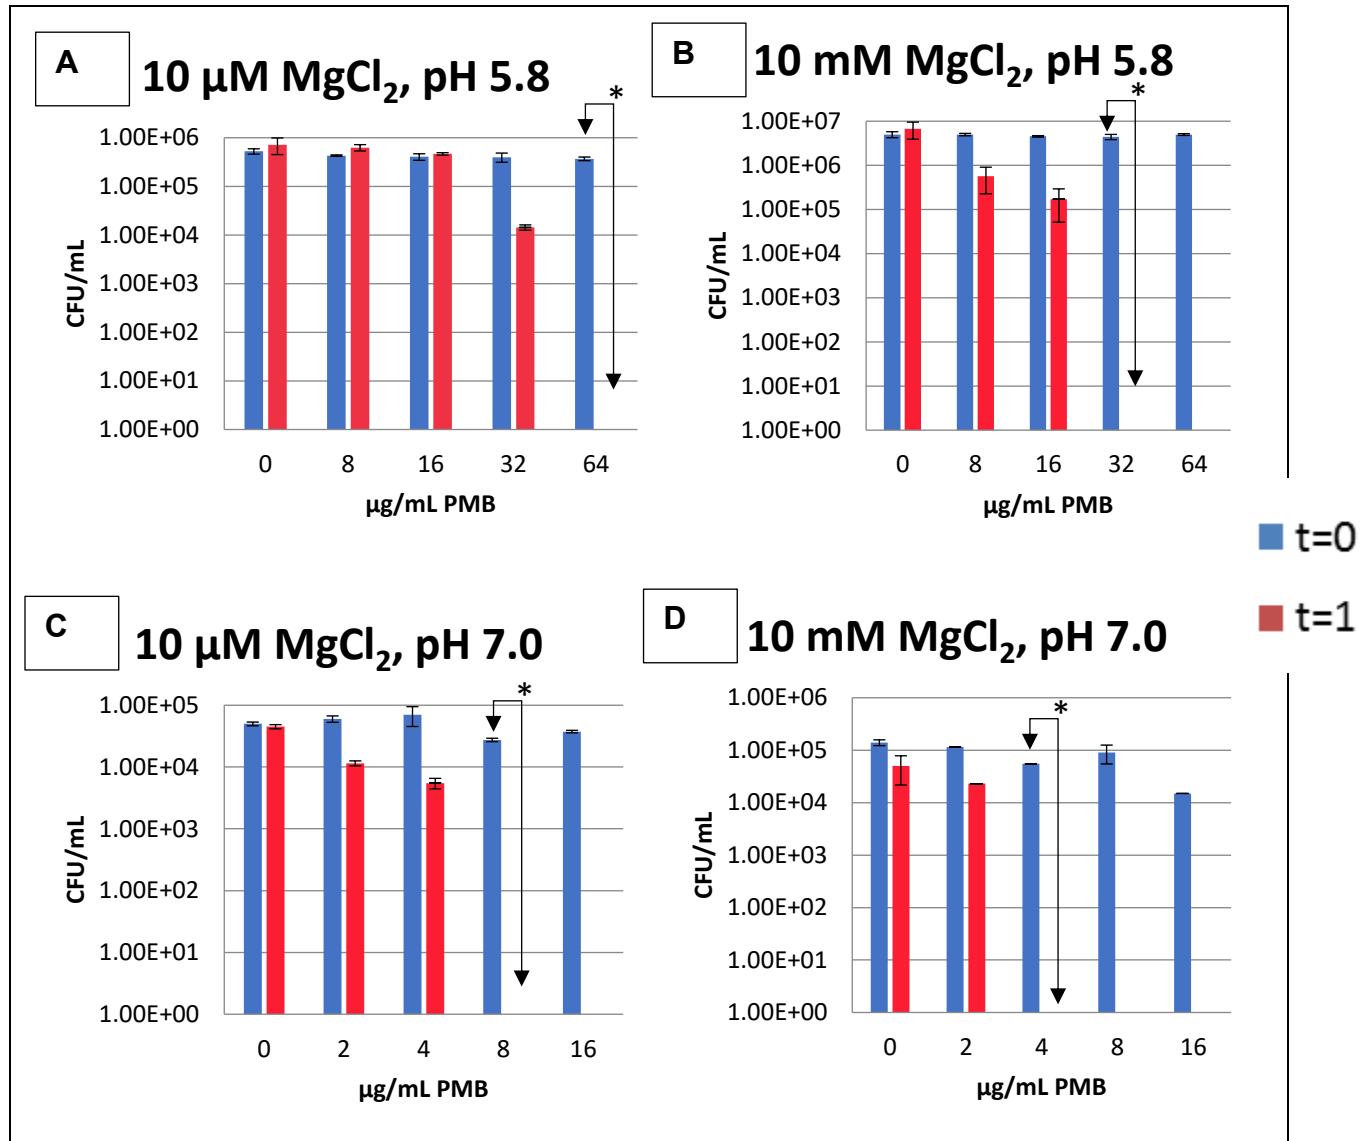 A
10 µM MgCl₂, pH 5.8
*
1.00E+06
1.00E+05
1.00E+04
1.00E+03
1.00E+02
1.00E+01
1.00E+00
CFU/mL
0 8 16 32 64
µg/mL PMB
B
10 mM MgCl₂, pH 5.8
*
1.00E+07
1.00E+06
1.00E+05
1.00E+04
1.00E+03
1.00E+02
1.00E+01
1.00E+00
CFU/mL
0 8 16 32 64
µg/mL PMB
t=0
t=1
C
10 µM MgCl₂, pH 7.0
*
1.00E+05
1.00E+04
1.00E+03
1.00E+02
1.00E+01
1.00E+00
CFU/mL
0 2 4 8 16
µg/mL PMB
D
10 mM MgCl₂, pH 7.0
*
1.00E+06
1.00E+05
1.00E+04
1.00E+03
1.00E+02
1.00E+01
1.00E+00
CFU/mL
0 2 4 8 16
µg/mL PMB